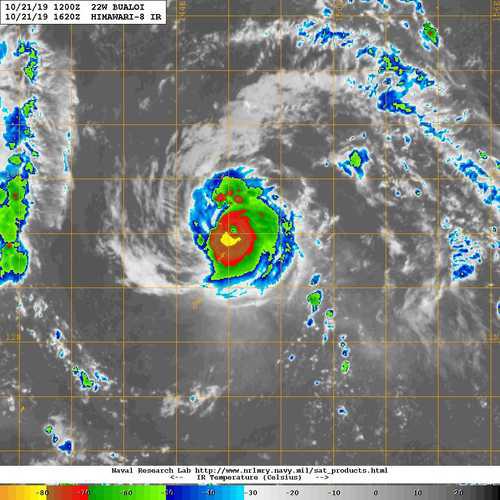 10/21/19 1200Z 22W BUALOI
10/21/19 1620Z HIMAWARI-8 IR
Naval Research Lab http://www.nrlmry.navy.mil/sat_products.html
<-- IR Temperature (Celsius) -->
-80 -70 -60 -50 -40 -30 -20 -10 0 10 20